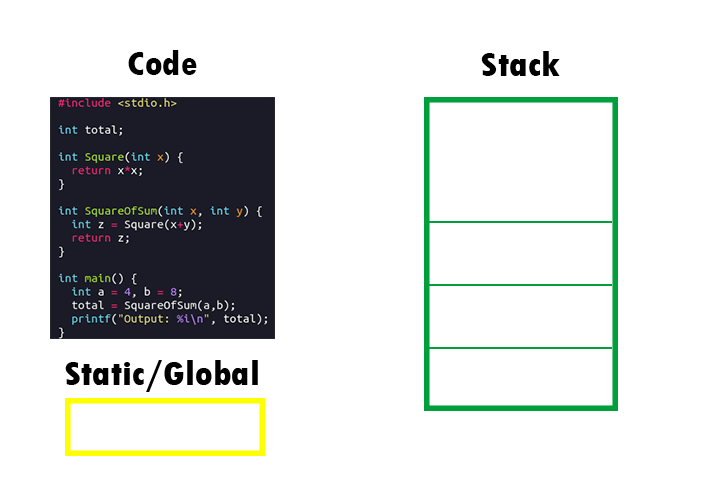 Code
#include <stdio.h>
int total;
int Square(int x) {
return x*x;
}
int SquareOfSum(int x, int y) {
int z = Square(x+y);
return z;
}
int main() {
int a = 4, b = 8;
total = SquareOfSum(a,b);
printf("Output: %i\n", total);
}
Static/Global
Stack